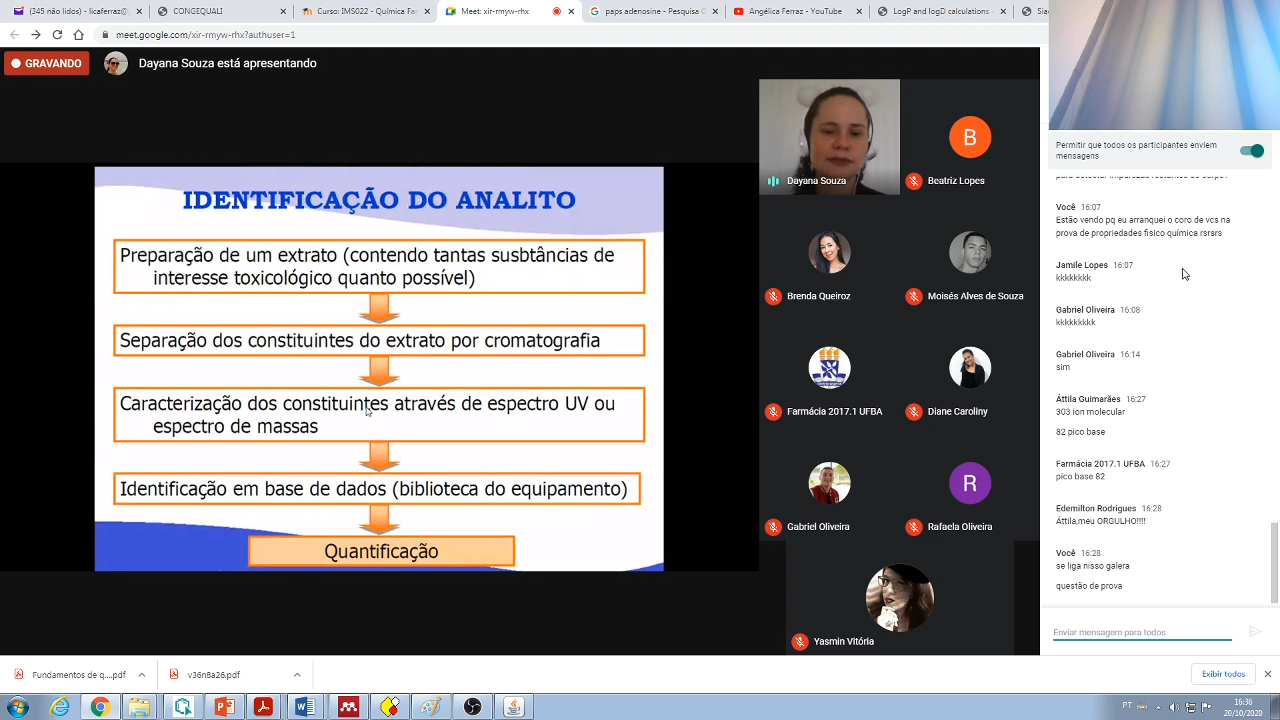 (345 não lidos) - licaferaz@
CONGEQUALI
Curso: IMS022 - Química Far
Meet: xir-rmyw-rhx
paps adenosine - Pesquisa G
Angélica Ferraz - YouTube
LogP and logD calculations
meet.google.com/xir-rmyw-rhx?authuser=1
GRAVANDO
Dayana Souza está apresentando
IDENTIFICAÇÃO DO ANALITO
Preparação de um extrato (contendo tantas susbtâncias de
interesse toxicológico quanto possível)
Separação dos constituintes do extrato por cromatografia
Caracterização dos constituintes através de espectro UV ou
espectro de massas
Identificação em base de dados (biblioteca do equipamento)
Quantificação
Dayana Souza
B
Beatriz Lopes
Brenda Queiroz
Moisés Alves de Souza
Farmácia 2017.1 UFBA
Diane Caroliny
Gabriel Oliveira
R
Rafaela Oliveira
Yasmin Vitória
Permitir que todos os participantes enviem
mensagens
Você 16:07
Estão vendo pq eu arranquei o coro de vcs na
prova de propriedades fisico química rsrsrs
Jamile Lopes 16:07
kkkkkkkk
Gabriel Oliveira 16:08
kkkkkkkkk
Gabriel Oliveira 16:14
sim
Áttila Guimarães 16:27
303 ion molecular
82 pico base
Farmácia 2017.1 UFBA 16:27
pico base 82
Edemilton Rodrigues 16:28
Áttila,meu ORGULHO!!!!
Você 16:28
se liga nisso galera
questão de prova
Enviar mensagem para todos
Fundamentos de q....pdf
v36n8a26.pdf
Exibir todos
PT
16:36
20/10/2020